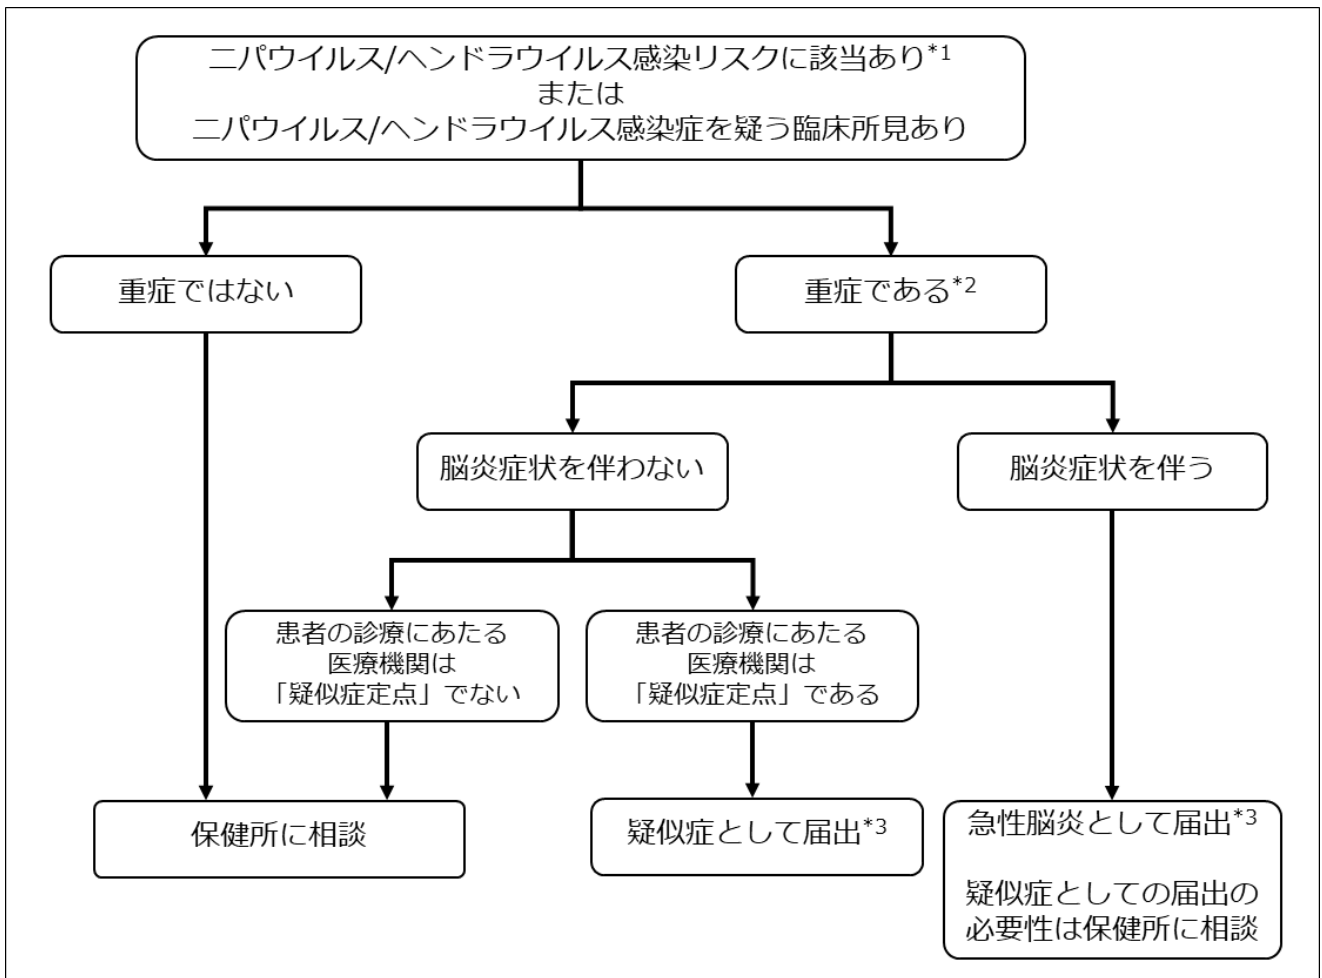 ニパウイルス/ヘンドラウイルス感染リスクに該当あり*1
または
ニパウイルス/ヘンドラウイルス感染症を疑う臨床所見あり
重症ではない
重症である*2
脳炎症状を伴わない
脳炎症状を伴う
患者の診療にあたる
医療機関は
「疑似症定点」でない
患者の診療にあたる
医療機関は
「疑似症定点」である
保健所に相談
疑似症として届出*3
急性脳炎として届出*3
疑似症としての届出の
必要性は保健所に相談